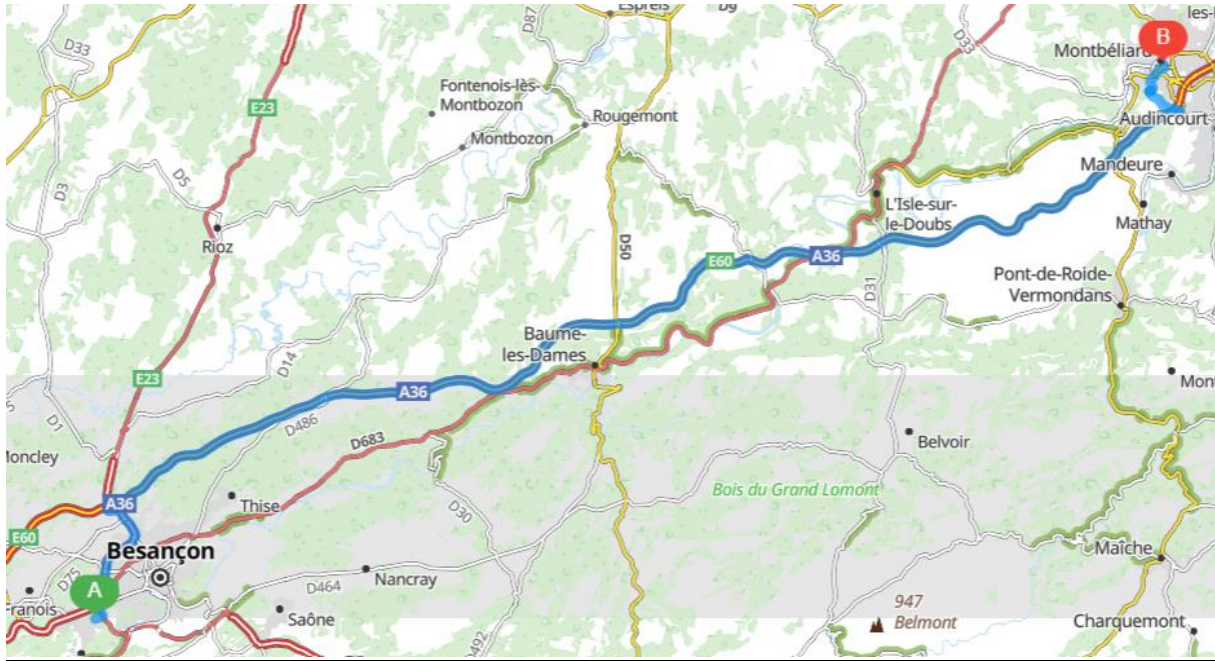 D87
Esprels
D9
les-
D33
D33
B
Montbéliard
Fontenois-lès-
Montbozon
E23
Rougemont
Audincourt
Montbozon
D3
D5
Mandeure
L'Isle-sur-
le-Doubs
Mathay
Rioz
D50
E60
A36
Pont-de-Roide-
Vermondans
D31
Baume-
les-Dames
D14
E23
A36
Mont
D1
D486
D683
Belvoir
Moncley
Bois du Grand Lomont
Thise
A36
D30
E60
Besançon
Maîche
D75
A
Nancray
D464
Franois
Saône
947
Belmont
Charquemont
D492